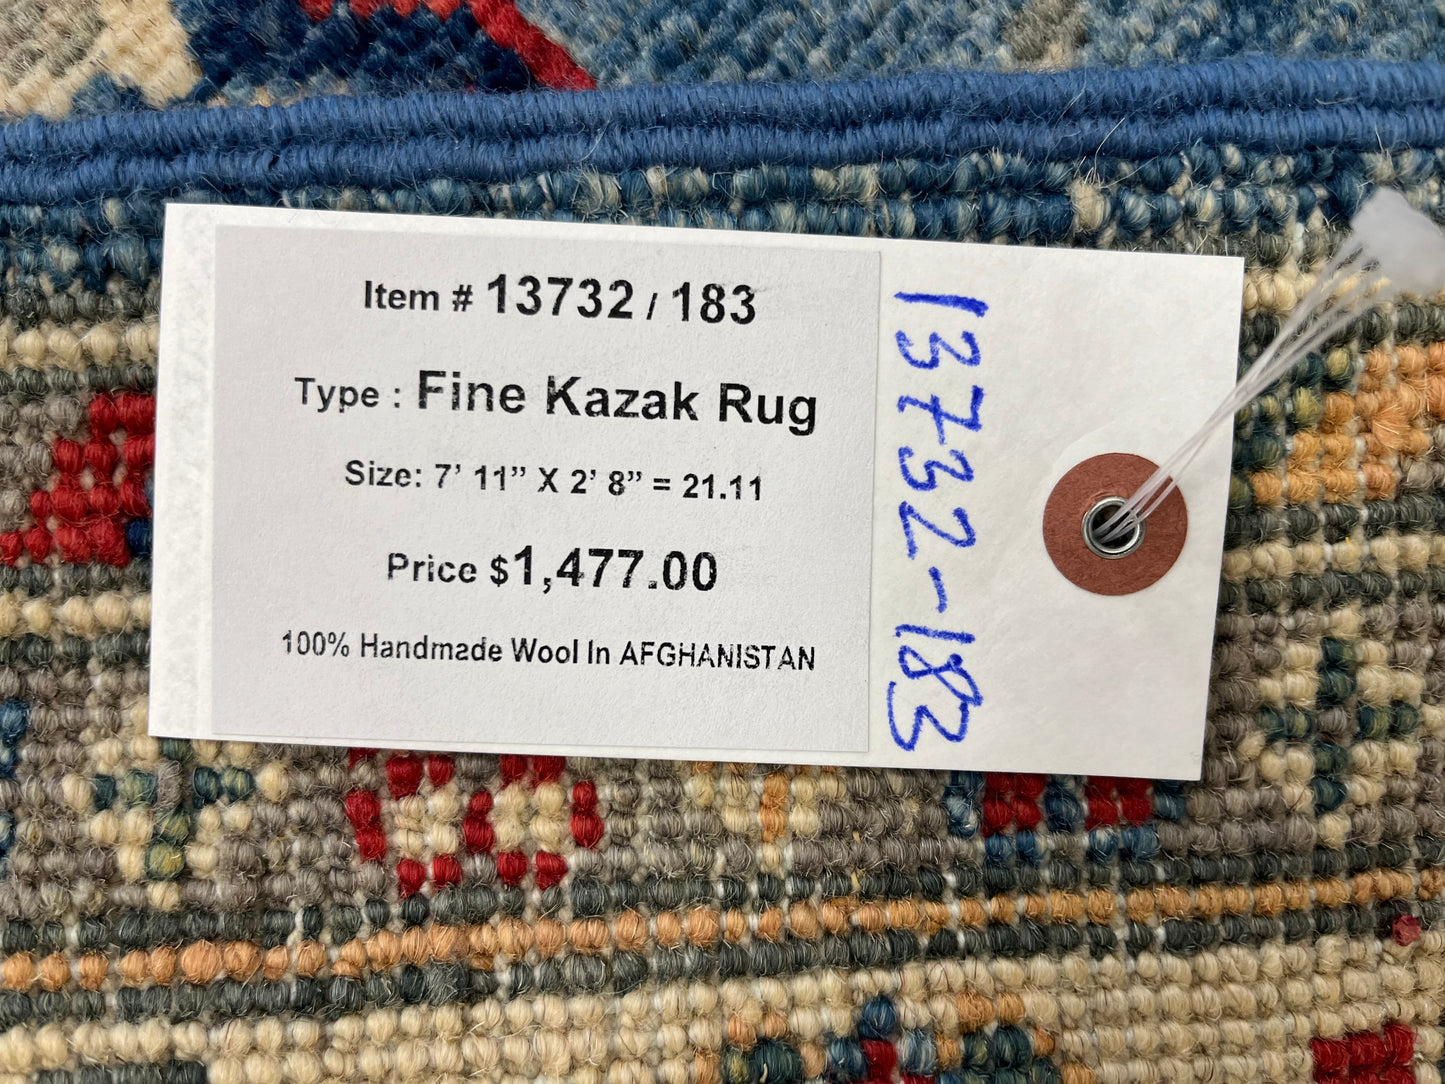 Item # 13732 / 183
Type : Fine Kazak Rug
Size: 7’ 11” X 2’ 8” = 21.11
Price $1,477.00
100% Handmade Wool In AFGHANISTAN
13732-183